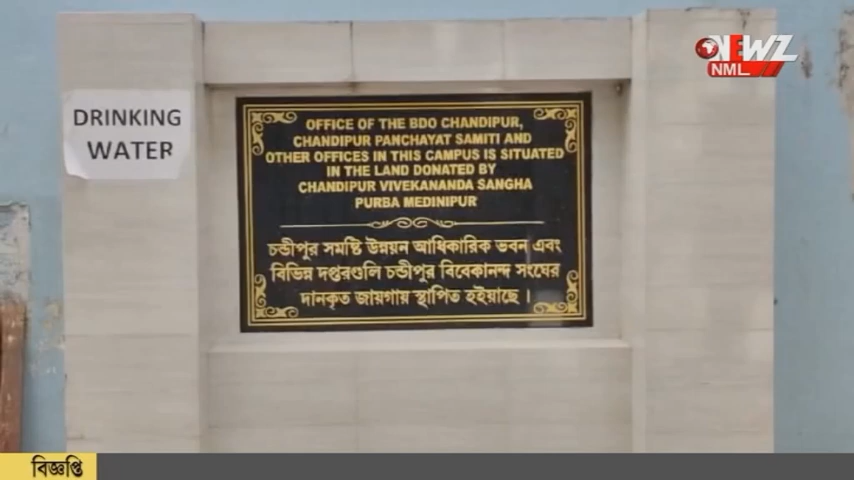 NEWZ
NML
DRINKING
WATER
OFFICE OF THE BDO CHANDIPUR,
CHANDIPUR PANCHAYAT SAMITI AND
OTHER OFFICES IN THIS CAMPUS IS SITUATED
IN THE LAND DONATED BY
CHANDIPUR VIVEKANANDA SANGHA
PURBA MEDINIPUR
চন্ডীপুর সমষ্টি উন্নয়ন আধিকারিক ভবন এবং
বিভিন্ন দপ্তরগুলি চন্ডীপুর বিবেকানন্দ সংঘের
দানকৃত জায়গায় স্থাপিত হইয়াছে ।
বিজ্ঞপ্তি